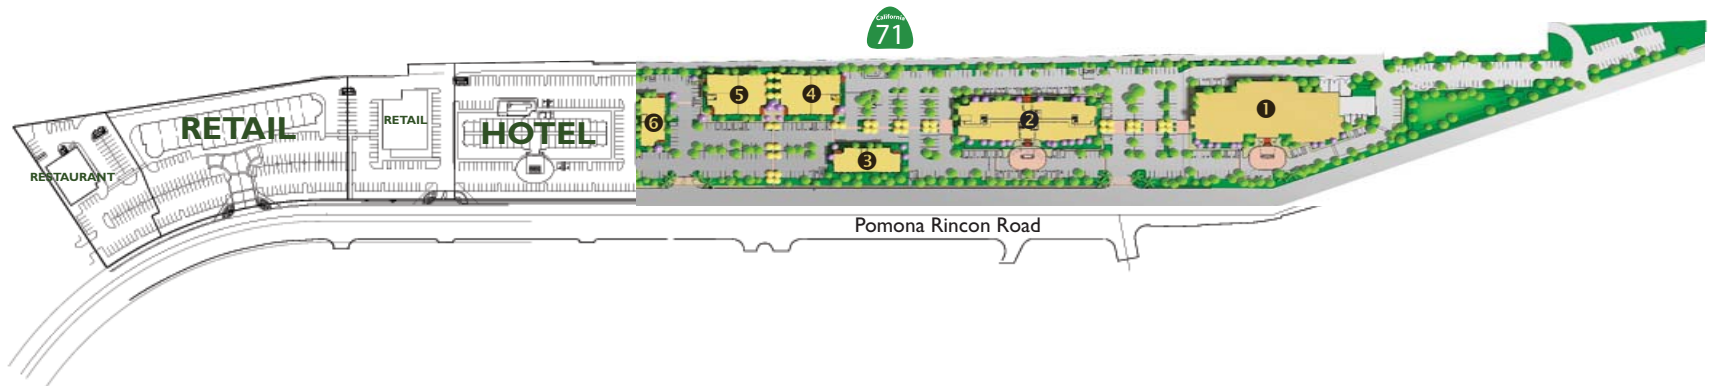 California
71
RETAIL
RETAIL
HOTEL
RESTAURANT
6
5
4
3
2
1
Pomona Rincon Road